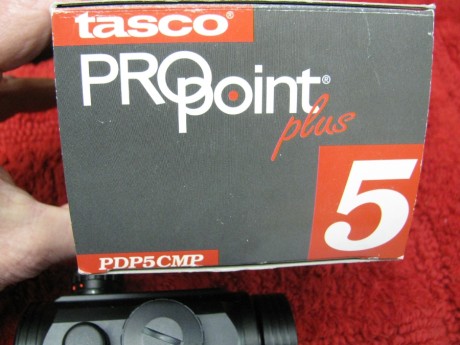 tasco®
PROpoint®
plus
5
PDP5CMP